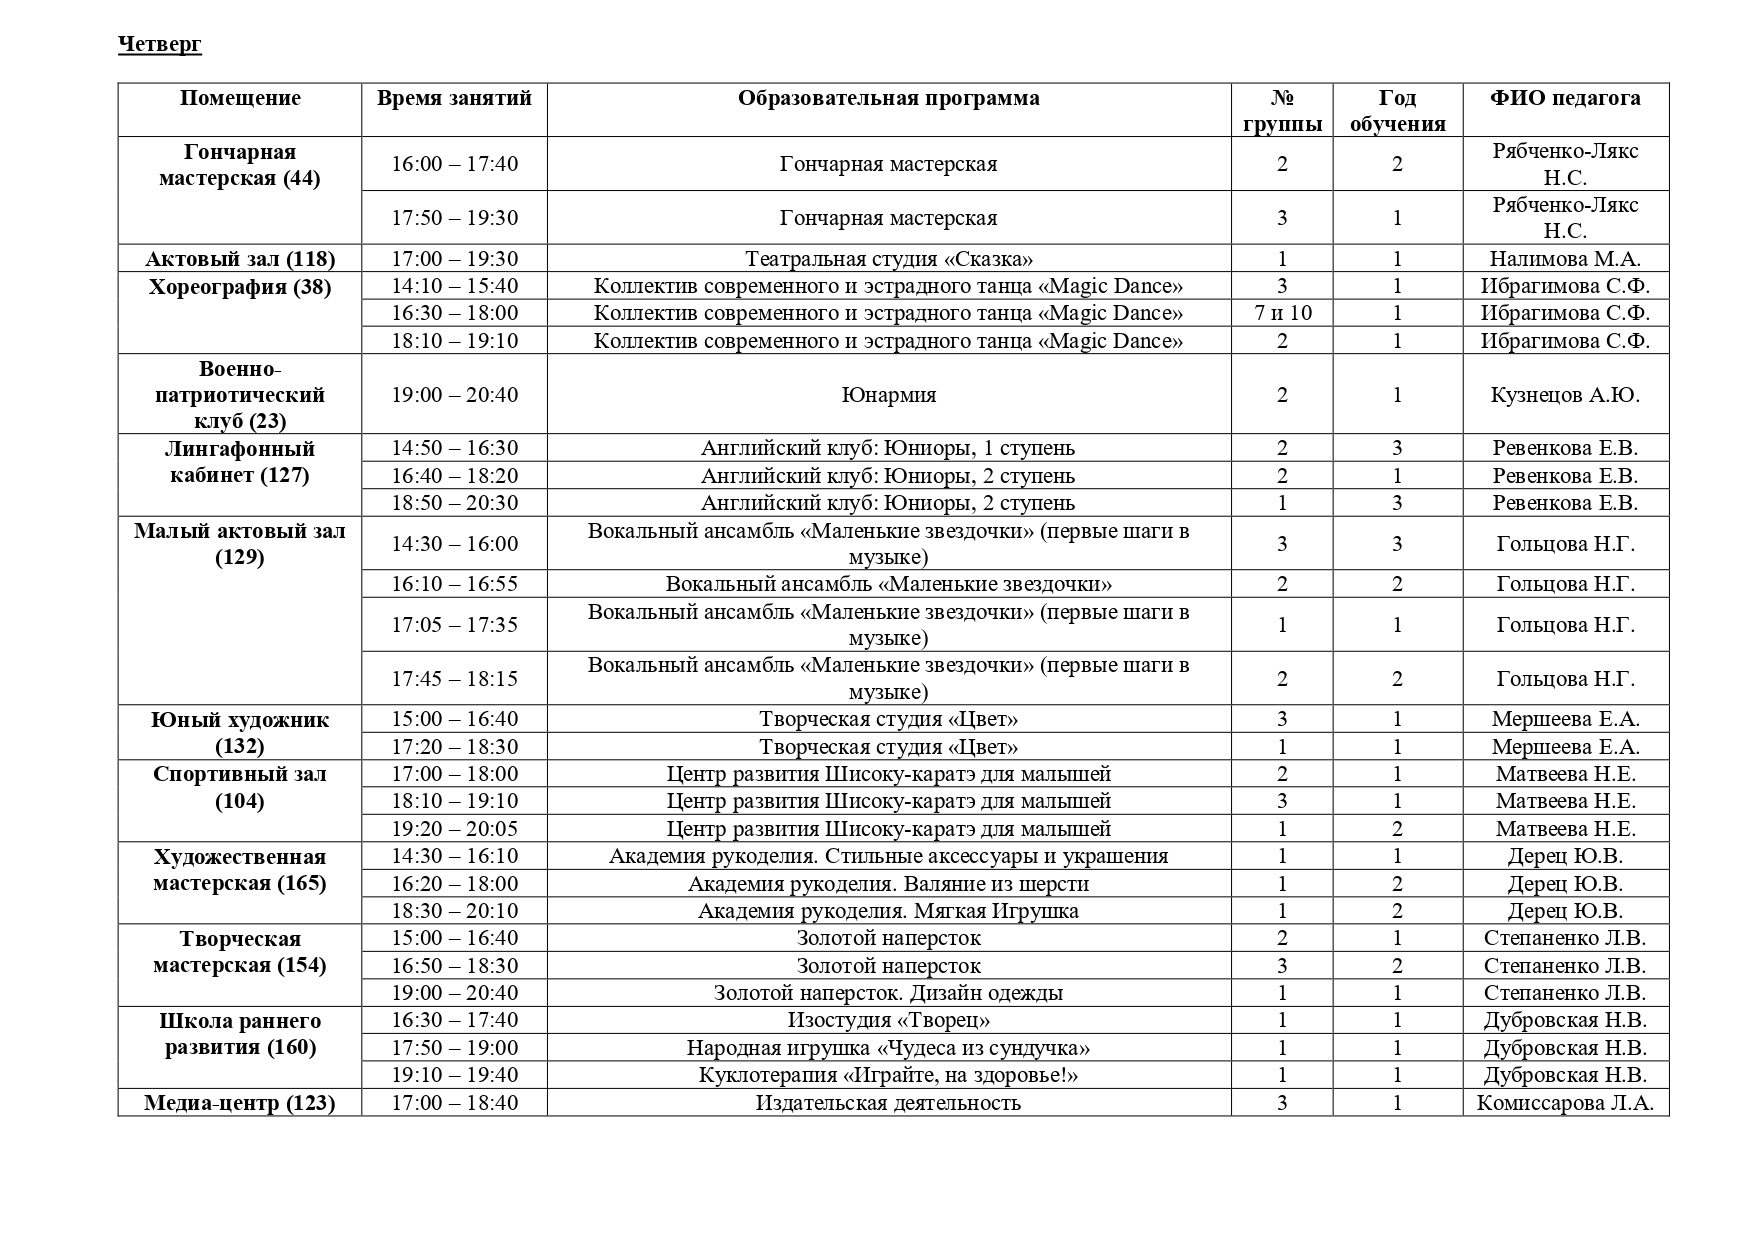 Четверг
Помещение Время занятий Образовательная программа № группы Год обучения ФИО педагога
Гончарная мастерская (44) 16:00 – 17:40 Гончарная мастерская 2 2 Рябченко-Лякс Н.С.
17:50 – 19:30 Гончарная мастерская 3 1 Рябченко-Лякс Н.С.
Актовый зал (118) 17:00 – 19:30 Театральная студия «Сказка» 1 1 Налимова М.А.
Хореография (38) 14:10 – 15:40 Коллектив современного и эстрадного танца «Magic Dance» 3 1 Ибрагимова С.Ф.
16:30 – 18:00 Коллектив современного и эстрадного танца «Magic Dance» 7 и 10 1 Ибрагимова С.Ф.
18:10 – 19:10 Коллектив современного и эстрадного танца «Magic Dance» 2 1 Ибрагимова С.Ф.
Военно-патриотический клуб (23) 19:00 – 20:40 Юнармия 2 1 Кузнецов А.Ю.
Лингафонный кабинет (127) 14:50 – 16:30 Английский клуб: Юниоры, 1 ступень 2 3 Ревенкова Е.В.
16:40 – 18:20 Английский клуб: Юниоры, 2 ступень 2 1 Ревенкова Е.В.
18:50 – 20:30 Английский клуб: Юниоры, 2 ступень 1 3 Ревенкова Е.В.
Малый актовый зал (129) 14:30 – 16:00 Вокальный ансамбль «Маленькие звездочки» (первые шаги в музыке) 3 3 Гольцова Н.Г.
16:10 – 16:55 Вокальный ансамбль «Маленькие звездочки» 2 2 Гольцова Н.Г.
17:05 – 17:35 Вокальный ансамбль «Маленькие звездочки» (первые шаги в музыке) 1 1 Гольцова Н.Г.
17:45 – 18:15 Вокальный ансамбль «Маленькие звездочки» (первые шаги в музыке) 2 2 Гольцова Н.Г.
Юный художник (132) 15:00 – 16:40 Творческая студия «Цвет» 3 1 Мершеева Е.А.
17:20 – 18:30 Творческая студия «Цвет» 1 1 Мершеева Е.А.
Спортивный зал (104) 17:00 – 18:00 Центр развития Шисоку-каратэ для малышей 2 1 Матвеева Н.Е.
18:10 – 19:10 Центр развития Шисоку-каратэ для малышей 3 1 Матвеева Н.Е.
19:20 – 20:05 Центр развития Шисоку-каратэ для малышей 1 2 Матвеева Н.Е.
Художественная мастерская (165) 14:30 – 16:10 Академия рукоделия. Стильные аксессуары и украшения 1 1 Дерец Ю.В.
16:20 – 18:00 Академия рукоделия. Валяние из шерсти 1 2 Дерец Ю.В.
18:30 – 20:10 Академия рукоделия. Мягкая Игрушка 1 2 Дерец Ю.В.
Творческая мастерская (154) 15:00 – 16:40 Золотой наперсток 2 1 Степаненко Л.В.
16:50 – 18:30 Золотой наперсток 3 2 Степаненко Л.В.
19:00 – 20:40 Золотой наперсток. Дизайн одежды 1 1 Степаненко Л.В.
Школа раннего развития (160) 16:30 – 17:40 Изостудия «Творец» 1 1 Дубровская Н.В.
17:50 – 19:00 Народная игрушка «Чудеса из сундучка» 1 1 Дубровская Н.В.
19:10 – 19:40 Куклотерапия «Играйте, на здоровье!» 1 1 Дубровская Н.В.
Медиа-центр (123) 17:00 – 18:40 Издательская деятельность 3 1 Комиссарова Л.А.